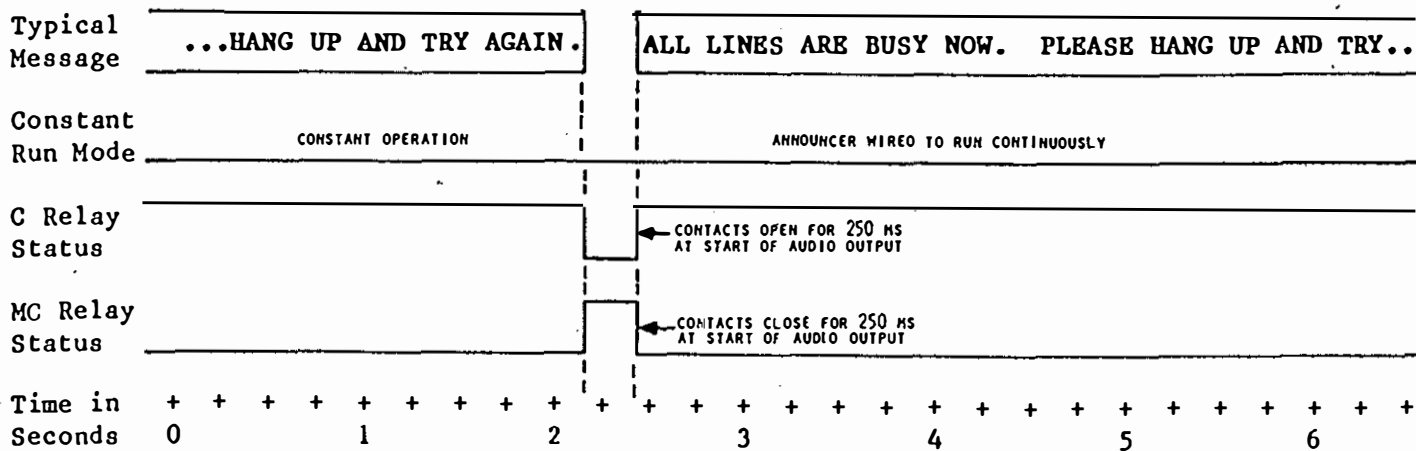 Typical
Message
...HANG UP AND TRY AGAIN.
ALL LINES ARE BUSY NOW. PLEASE HANG UP AND TRY..
Constant
Run Mode
CONSTANT OPERATION
ANNOUNCER WIRED TO RUN CONTINUOUSLY
C Relay
Status
CONTACTS OPEN FOR 250 MS
AT START OF AUDIO OUTPUT
MC Relay
Status
CONTACTS CLOSE FOR 250 MS
AT START OF AUDIO OUTPUT
Time in
Seconds
+ + + + + + + + + + + + + + + + + + + + + + + + + + +
0 1 2 3 4 5 6